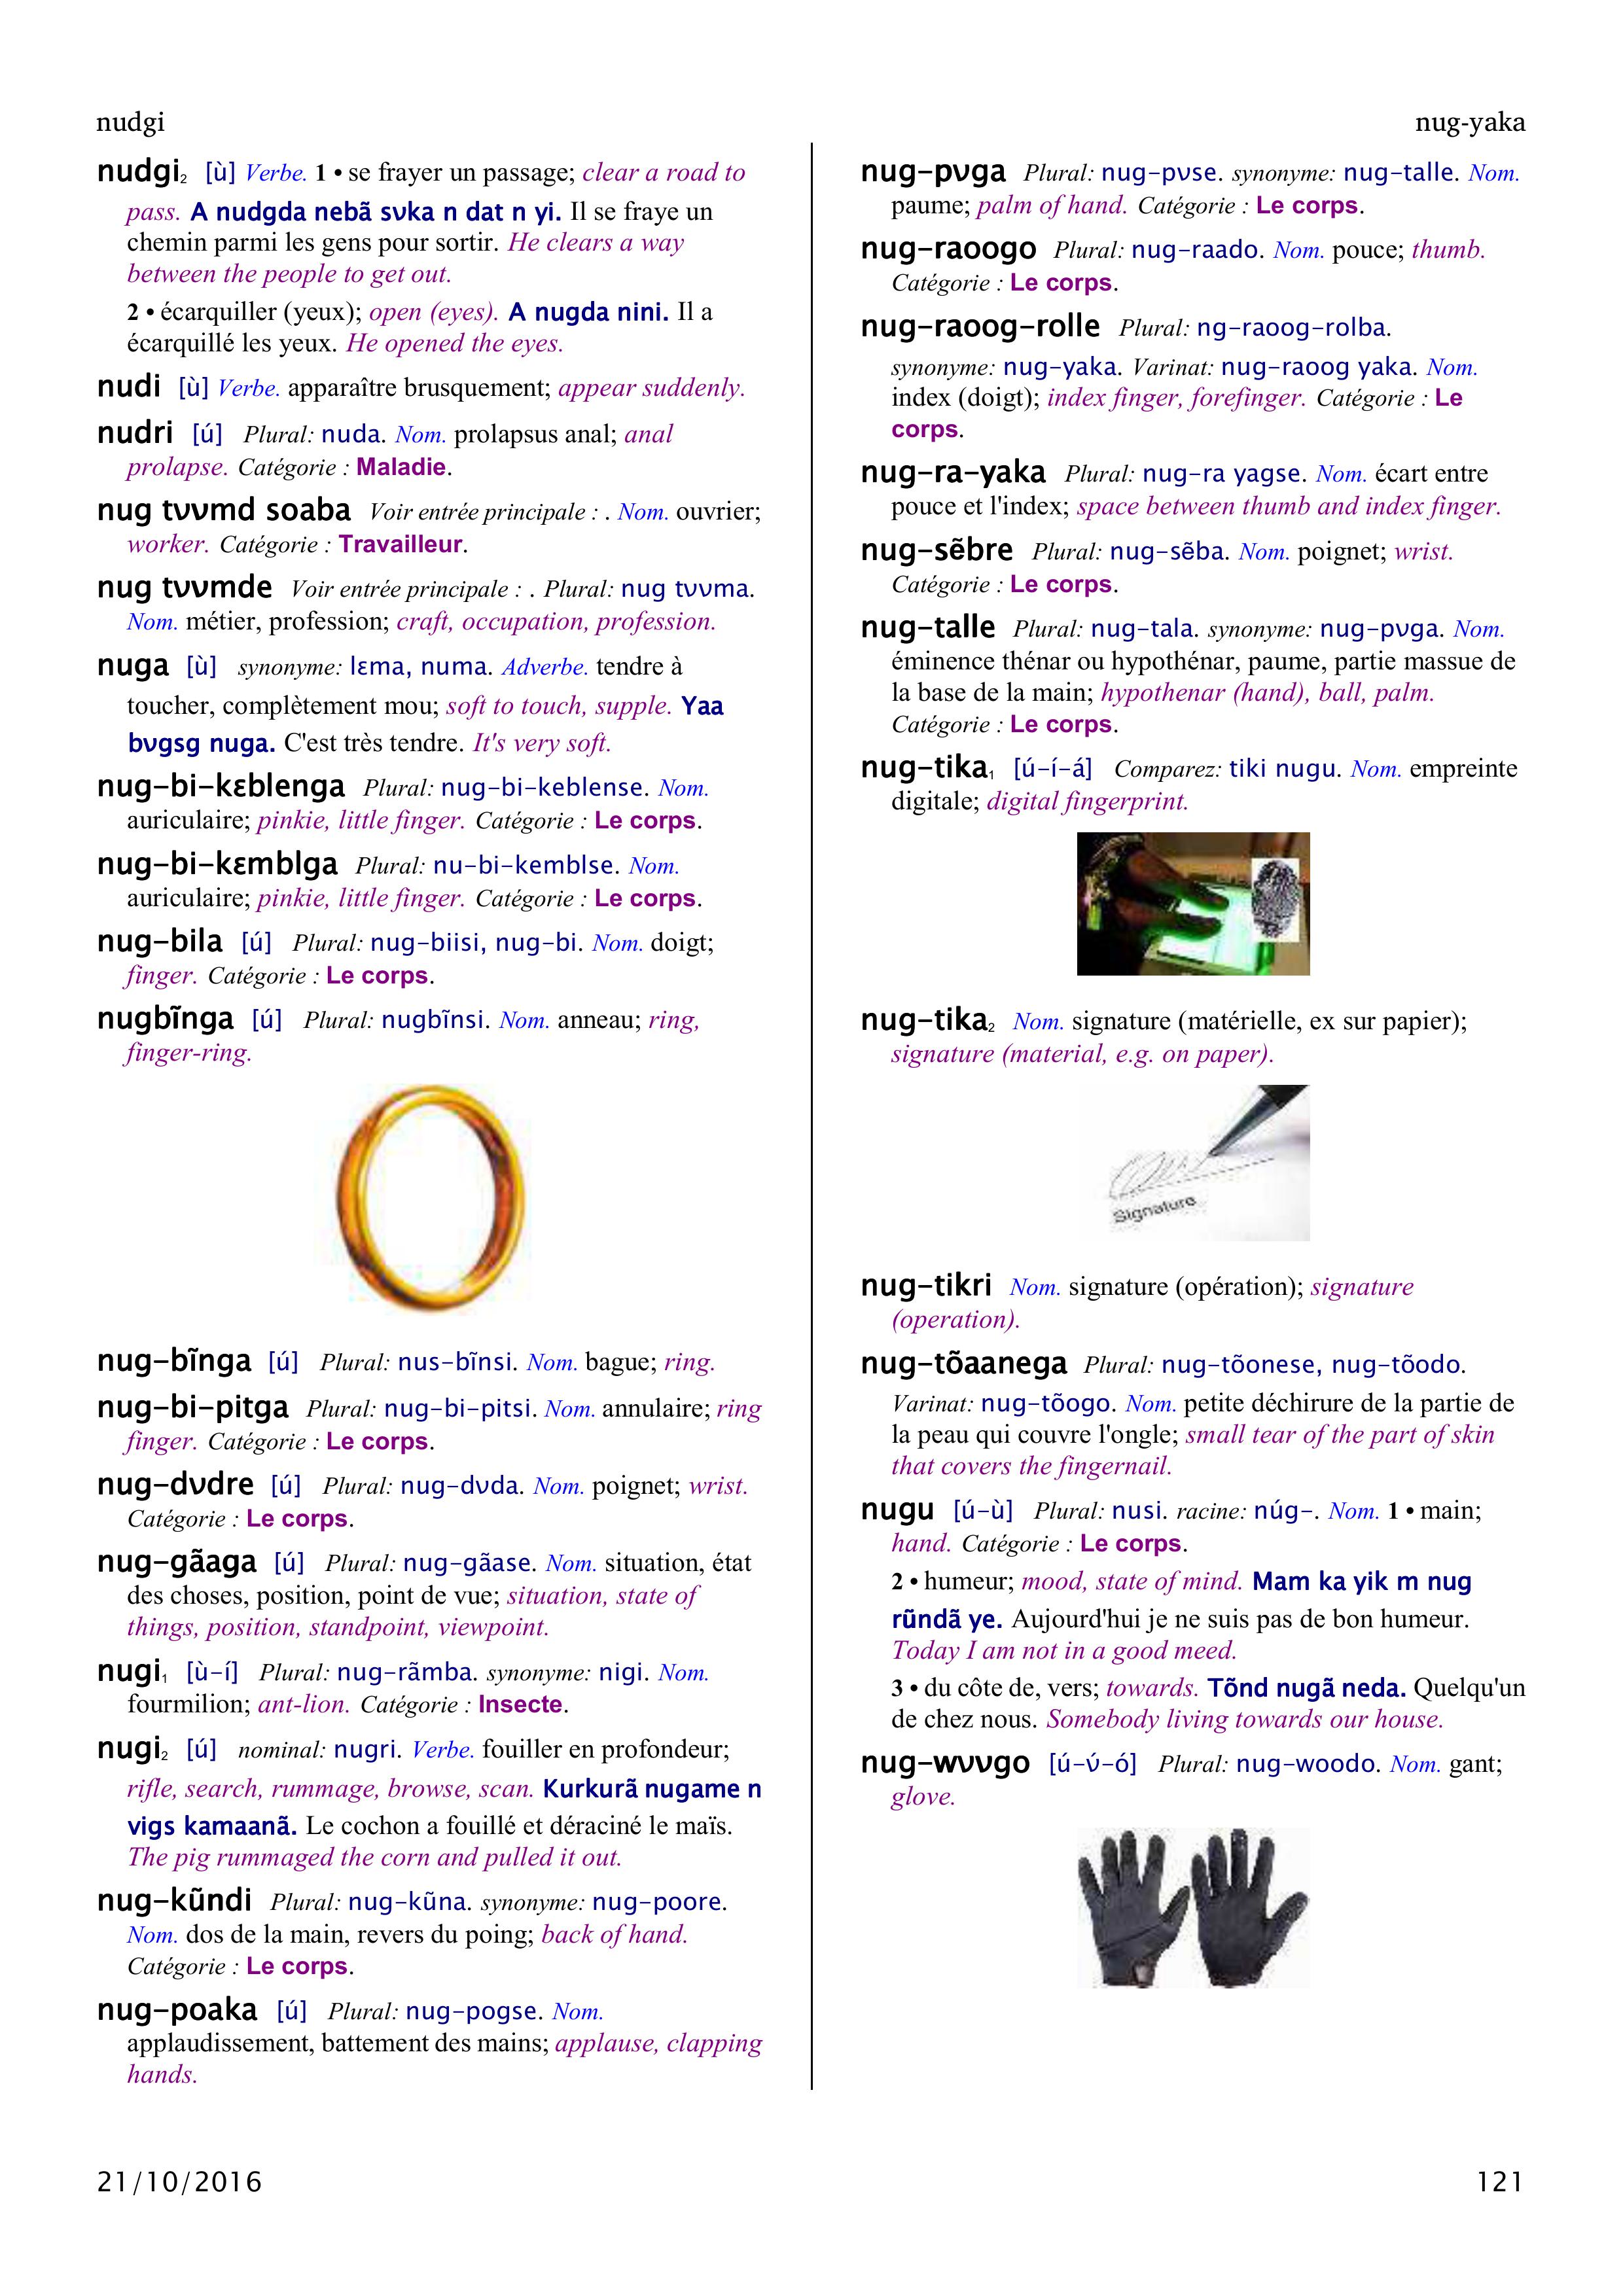 nudgi
nug-yaka
nudgi₂ [ù] Verbe. 1 • se frayer un passage; clear a road to
pass. A nudgda nebã sʋka n dat n yi. Il se fraye un
chemin parmi les gens pour sortir. He clears a way
between the people to get out.
2 • écarquiller (yeux); open (eyes). A nugda nini. Il a
écarquillé les yeux. He opened the eyes.
nudi [ù] Verbe. apparaître brusquement; appear suddenly.
nudri [ú] Plural: nuda. Nom. prolapsus anal; anal
prolapse. Catégorie : Maladie.
nug tʋʋmd soaba Voir entrée principale : . Nom. ouvrier;
worker. Catégorie : Travailleur.
nug tʋʋmde Voir entrée principale : . Plural: nug tʋʋma.
Nom. métier, profession; craft, occupation, profession.
nuga [ù] synonyme: lɛma, numa. Adverbe. tendre à
toucher, complètement mou; soft to touch, supple. Yaa
bʋgsg nuga. C'est très tendre. It's very soft.
nug-bi-kɛblenga Plural: nug-bi-keblense. Nom.
auriculaire; pinkie, little finger. Catégorie : Le corps.
nug-bi-kɛmblga Plural: nu-bi-kemblse. Nom.
auriculaire; pinkie, little finger. Catégorie : Le corps.
nug-bila [ú] Plural: nug-biisi, nug-bi. Nom. doigt;
finger. Catégorie : Le corps.
nugbĩnga [ú] Plural: nugbĩnsi. Nom. anneau; ring,
finger-ring.
nug-bĩnga [ú] Plural: nus-bĩnsi. Nom. bague; ring.
nug-bi-pitga Plural: nug-bi-pitsi. Nom. annulaire; ring
finger. Catégorie : Le corps.
nug-dʋdre [ú] Plural: nug-dʋda. Nom. poignet; wrist.
Catégorie : Le corps.
nug-gãaga [ú] Plural: nug-gãase. Nom. situation, état
des choses, position, point de vue; situation, state of
things, position, standpoint, viewpoint.
nugi₁ [ù-í] Plural: nug-rãmba. synonyme: nigi. Nom.
fourmilion; ant-lion. Catégorie : Insecte.
nugi₂ [ú] nominal: nugri. Verbe. fouiller en profondeur;
rifle, search, rummage, browse, scan. Kurkurã nugame n
vigs kamaanã. Le cochon a fouillé et déraciné le maïs.
The pig rummaged the corn and pulled it out.
nug-kũndi Plural: nug-kũna. synonyme: nug-poore.
Nom. dos de la main, revers du poing; back of hand.
Catégorie : Le corps.
nug-poaka [ú] Plural: nug-pogse. Nom.
applaudissement, battement des mains; applause, clapping
hands.
nug-pʋga Plural: nug-pʋse. synonyme: nug-talle. Nom.
paume; palm of hand. Catégorie : Le corps.
nug-raoogo Plural: nug-raado. Nom. pouce; thumb.
Catégorie : Le corps.
nug-raoog-rolle Plural: ng-raoog-rolba.
synonyme: nug-yaka. Varinat: nug-raoog yaka. Nom.
index (doigt); index finger, forefinger. Catégorie : Le
corps.
nug-ra-yaka Plural: nug-ra yagse. Nom. écart entre
pouce et l'index; space between thumb and index finger.
nug-sẽbre Plural: nug-sẽba. Nom. poignet; wrist.
Catégorie : Le corps.
nug-talle Plural: nug-tala. synonyme: nug-pʋga. Nom.
éminence thénar ou hypothénar, paume, partie massue de
la base de la main; hypothenar (hand), ball, palm.
Catégorie : Le corps.
nug-tika₁ [ú-í-á] Comparez: tiki nugu. Nom. empreinte
digitale; digital fingerprint.
nug-tika₂ Nom. signature (matérielle, ex sur papier);
signature (material, e.g. on paper).
Signature
nug-tikri Nom. signature (opération); signature
(operation).
nug-tõaanega Plural: nug-tõonese, nug-tõodo.
Varinat: nug-tõogo. Nom. petite déchirure de la partie de
la peau qui couvre l'ongle; small tear of the part of skin
that covers the fingernail.
nugu [ú-ù] Plural: nusi. racine: núg-. Nom. 1 • main;
hand. Catégorie : Le corps.
2 • humeur; mood, state of mind. Mam ka yik m nug
rũndã ye. Aujourd'hui je ne suis pas de bon humeur.
Today I am not in a good meed.
3 • du côte de, vers; towards. Tõnd nugã neda. Quelqu'un
de chez nous. Somebody living towards our house.
nug-wʋʋgo [ú-ʋ́-ó] Plural: nug-woodo. Nom. gant;
glove.
21/10/2016
121